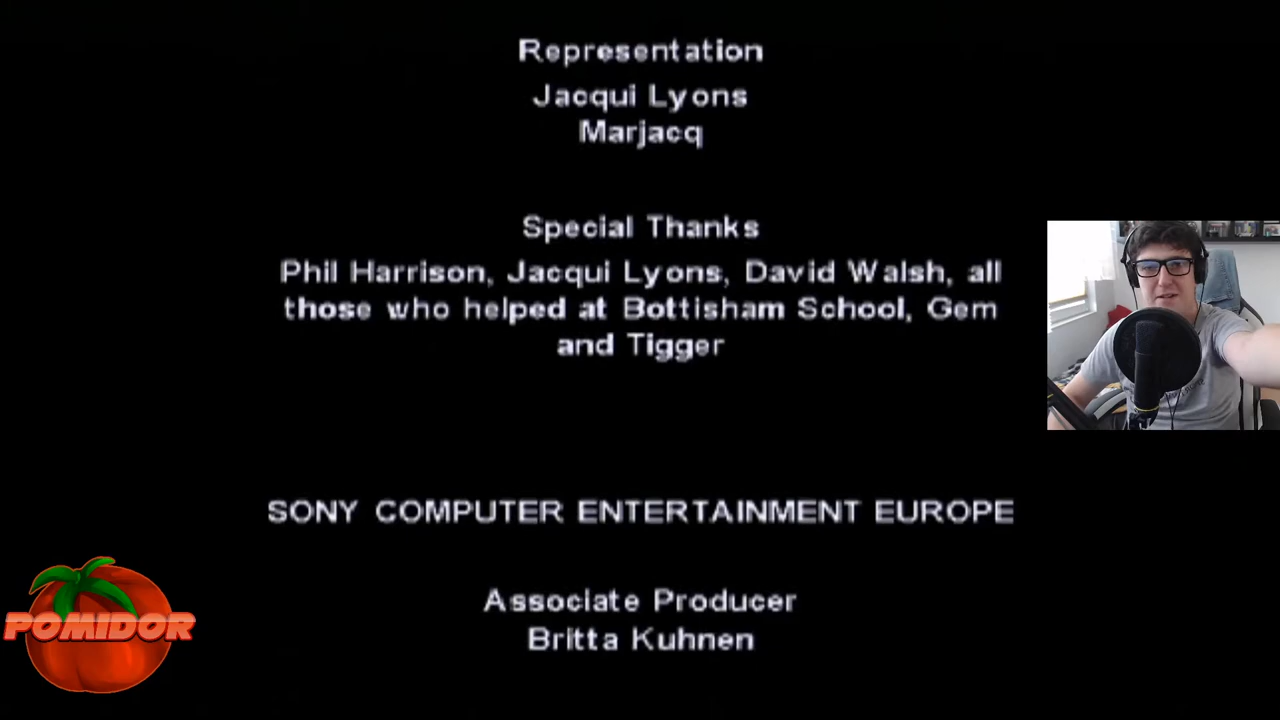 Representation
Jacqui Lyons
Marjacq
Special Thanks
Phil Harrison, Jacqui Lyons, David Walsh, all
those who helped at Bottisham School, Gem
and Tigger
SONY COMPUTER ENTERTAINMENT EUROPE
Associate Producer
Britta Kuhnen
POMIDOR